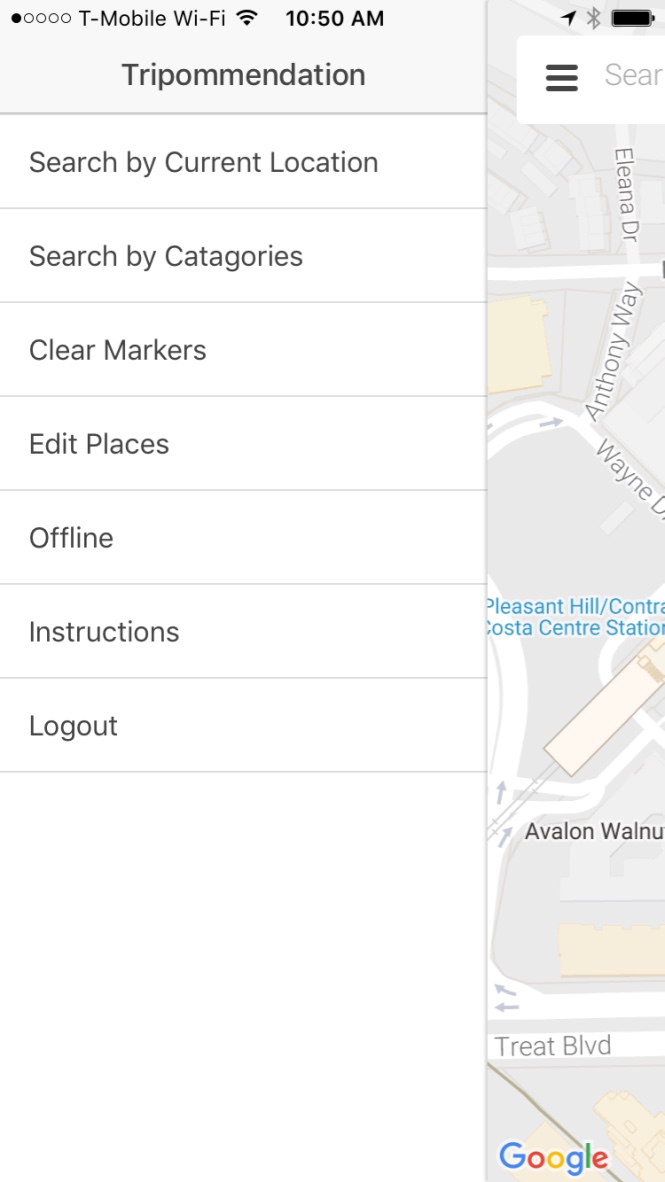 T-Mobile Wi-Fi 10:50 AM
Tripommendation
Search by Current Location
Search by Catagories
Clear Markers
Edit Places
Offline
Instructions
Logout
Sear
Eleana Dr
Anthony Way
Wayne D
Pleasant Hill/Contra
Costa Centre Station
Avalon Walnu
Treat Blvd
Google